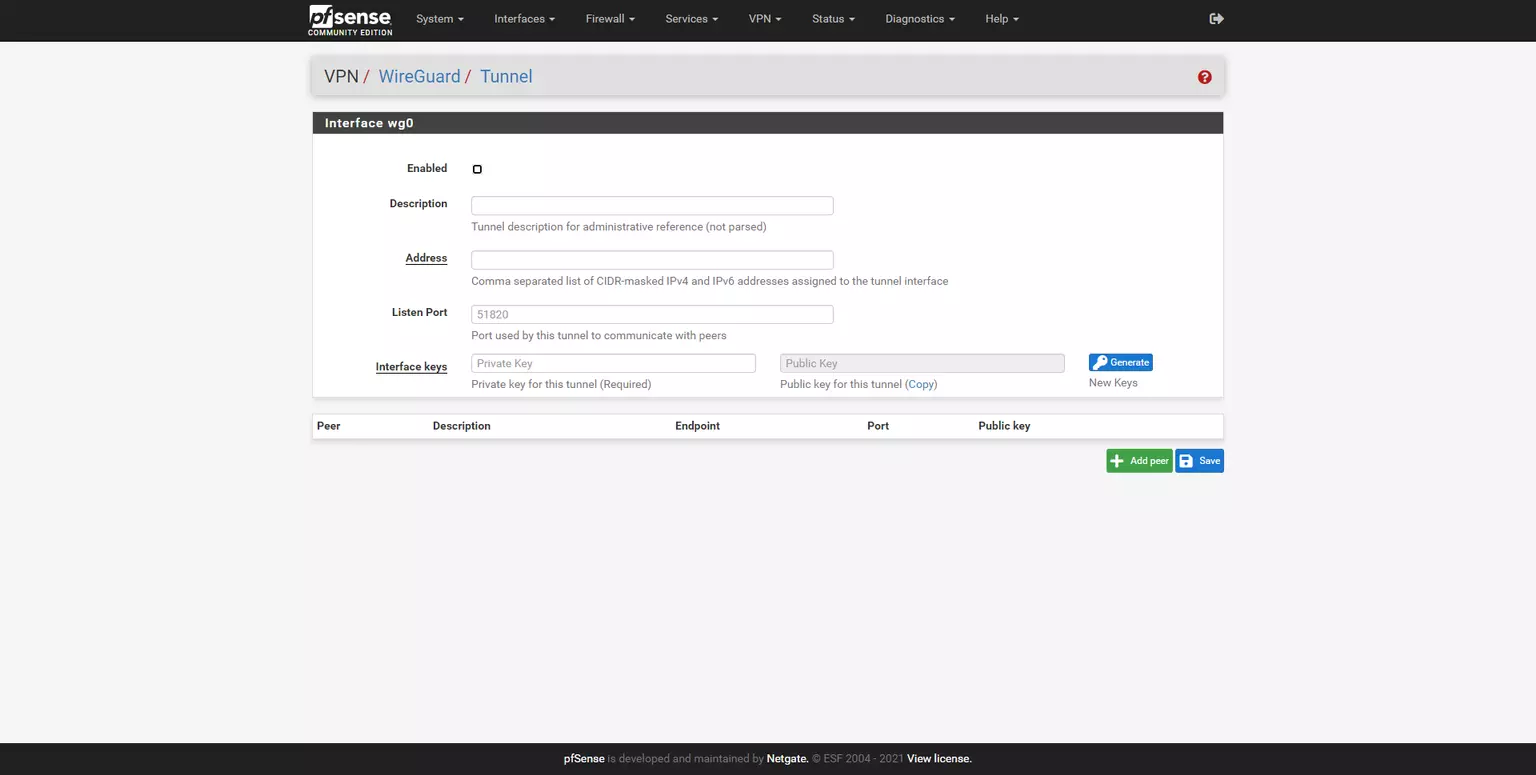 pfsense System Interfaces Firewall Services VPN Status Diagnostics Help
COMMUNITY EDITION
VPN / WireGuard / Tunnel
Interface wg0
Enabled
Description
Tunnel description for administrative reference (not parsed)
Address
Comma separated list of CIDR-masked IPv4 and IPv6 addresses assigned to the tunnel interface
Listen Port 51820
Port used by this tunnel to communicate with peers
Interface keys Private Key Public Key Generate
Private key for this tunnel (Required) Public key for this tunnel (Copy) New Keys
Peer Description Endpoint Port Public key
Add peer Save
pfSense is developed and maintained by Netgate. © ESF 2004 - 2021 View license.